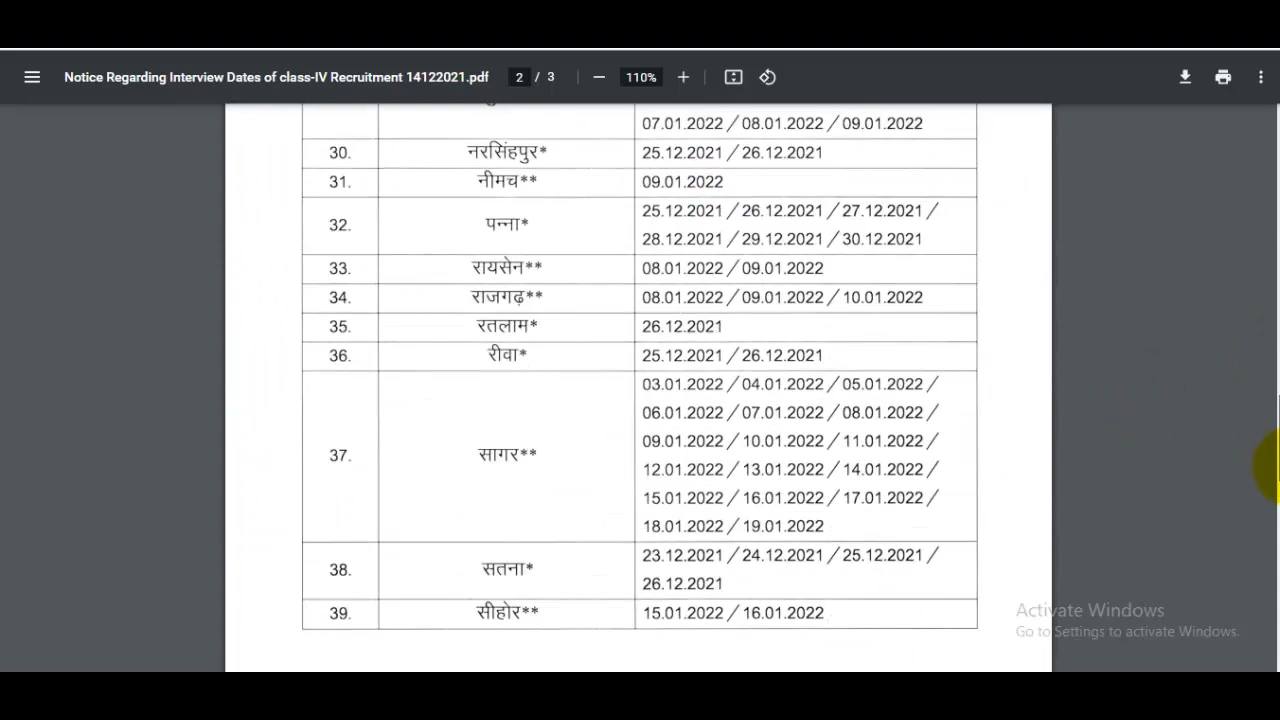 Notice Regarding Interview Dates of class-IV Recruitment 14122021.pdf 2 / 3 110%
07.01.2022 / 08.01.2022 / 09.01.2022
30. नरसिंहपुर* 25.12.2021 / 26.12.2021
31. नीमच** 09.01.2022
32. पन्ना* 25.12.2021 / 26.12.2021 / 27.12.2021 /
28.12.2021 / 29.12.2021 / 30.12.2021
33. रायसेन** 08.01.2022 / 09.01.2022
34. राजगढ़** 08.01.2022 / 09.01.2022 / 10.01.2022
35. रतलाम* 26.12.2021
36. रीवा* 25.12.2021 / 26.12.2021
37. सागर** 03.01.2022 / 04.01.2022 / 05.01.2022 /
06.01.2022 / 07.01.2022 / 08.01.2022 /
09.01.2022 / 10.01.2022 / 11.01.2022 /
12.01.2022 / 13.01.2022 / 14.01.2022 /
15.01.2022 / 16.01.2022 / 17.01.2022 /
18.01.2022 / 19.01.2022
38. सतना* 23.12.2021 / 24.12.2021 / 25.12.2021 /
26.12.2021
39. सीहोर** 15.01.2022 / 16.01.2022
Activate Windows
Go to Settings to activate Windows.